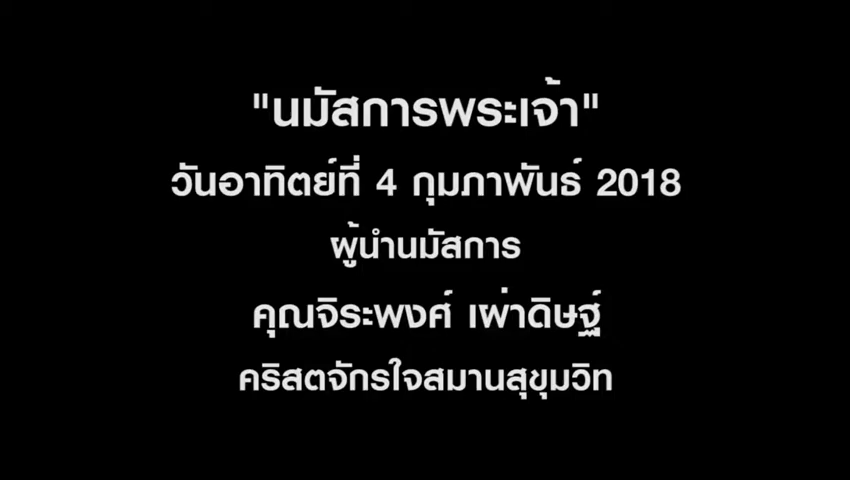 "นมัสการพระเจ้า"
วันอาทิตย์ที่ 4 กุมภาพันธ์ 2018
ผู้นำนมัสการ
คุณจิระพงศ์ เผ่าดิษฐ์
คริสตจักรใจสมานสุขุมวิท